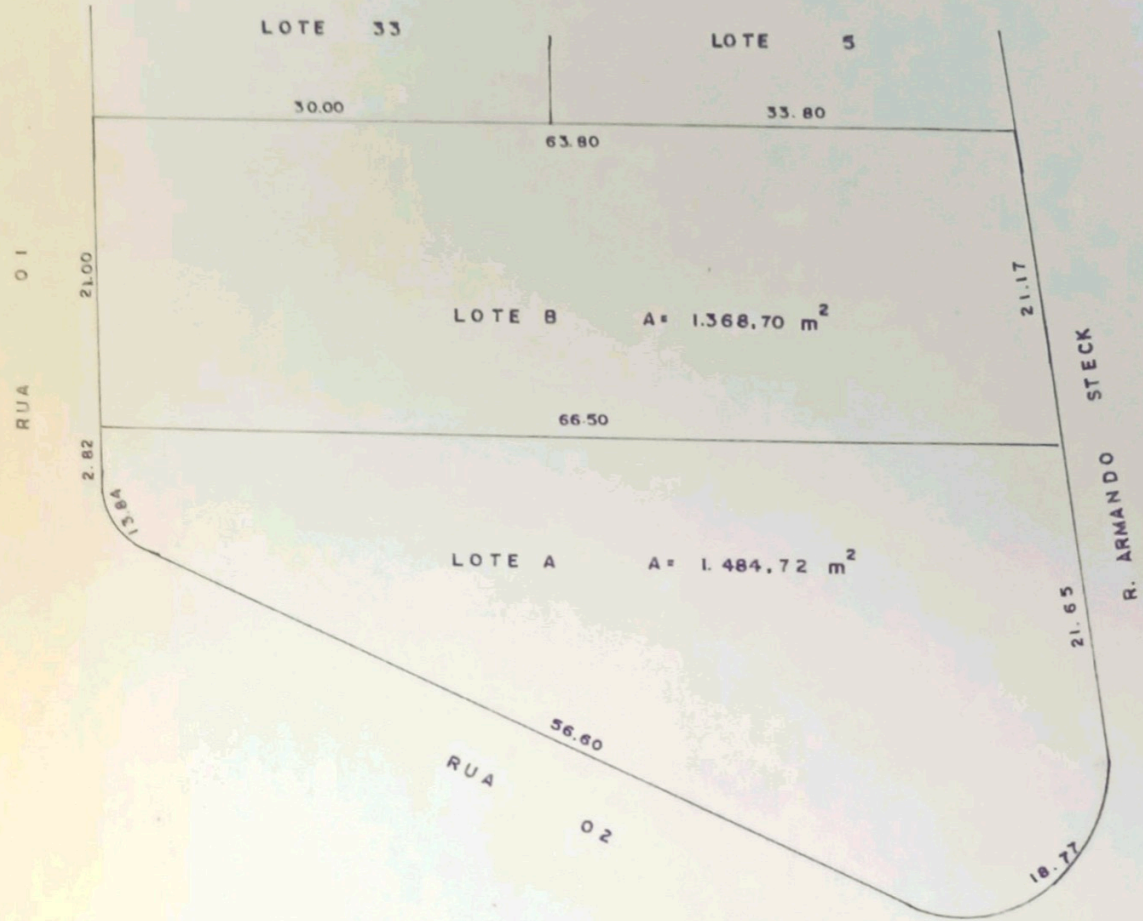 LOTE 33
LOTE 5
30.00
33.80
63.80
RUA 01
21.00
21.17
LOTE B A= 1.368,70 m²
R. ARMANDO STECK
66.50
2.82
13.84
LOTE A A= 1.484,72 m²
21.65
56.60
RUA 02
18.77